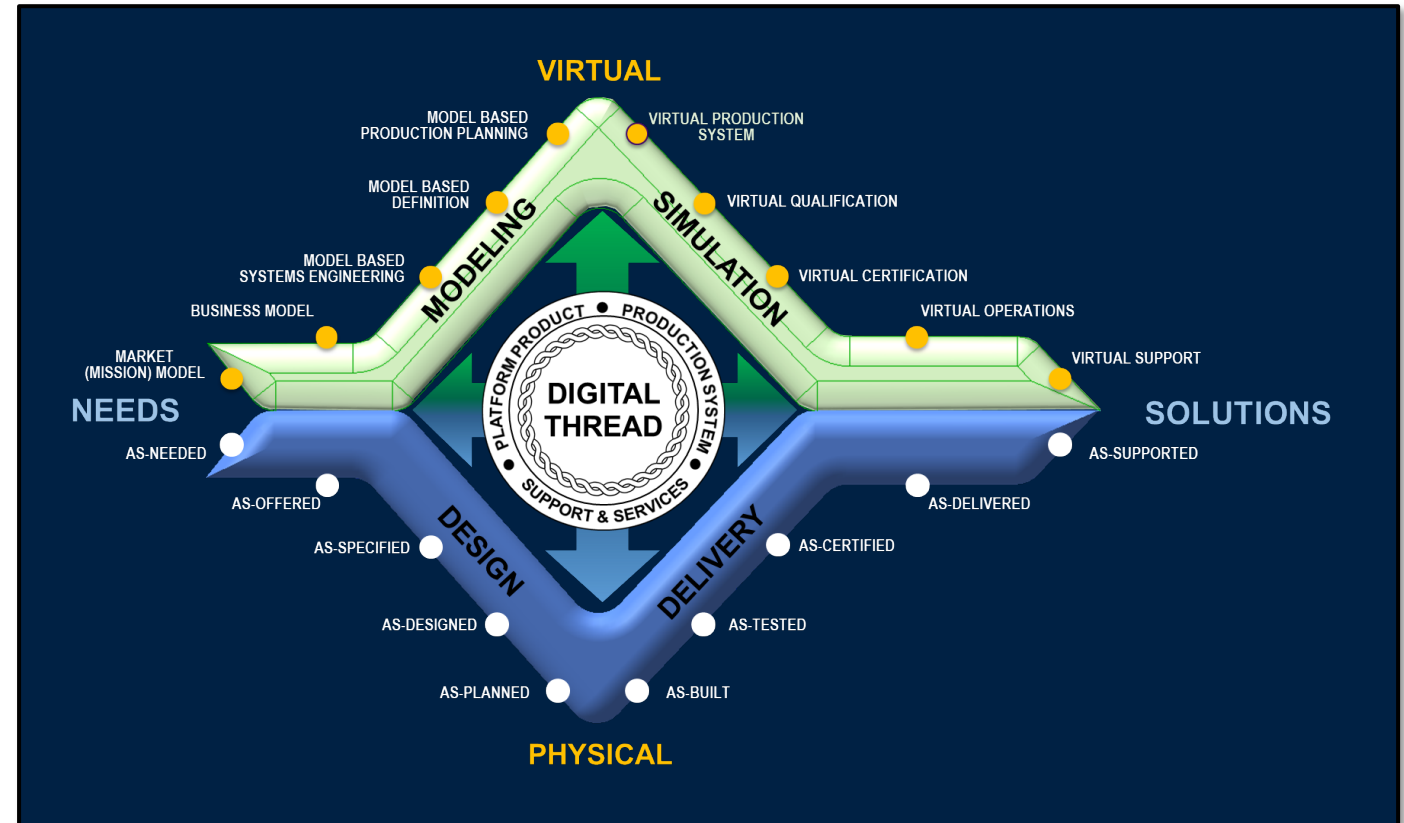 VIRTUAL
MODEL BASED
PRODUCTION PLANNING
VIRTUAL PRODUCTION
SYSTEM
MODEL BASED
DEFINITION
VIRTUAL QUALIFICATION
MODELING
SIMULATION
MODEL BASED
SYSTEMS ENGINEERING
VIRTUAL CERTIFICATION
BUSINESS MODEL
VIRTUAL OPERATIONS
MARKET
(MISSION) MODEL
VIRTUAL SUPPORT
NEEDS
SOLUTIONS
PLATFORM PRODUCT • PRODUCTION SYSTEM • SUPPORT & SERVICES •
DIGITAL
THREAD
AS-NEEDED
AS-SUPPORTED
AS-OFFERED
AS-DELIVERED
AS-SPECIFIED
AS-CERTIFIED
DESIGN
DELIVERY
AS-DESIGNED
AS-TESTED
AS-PLANNED
AS-BUILT
PHYSICAL